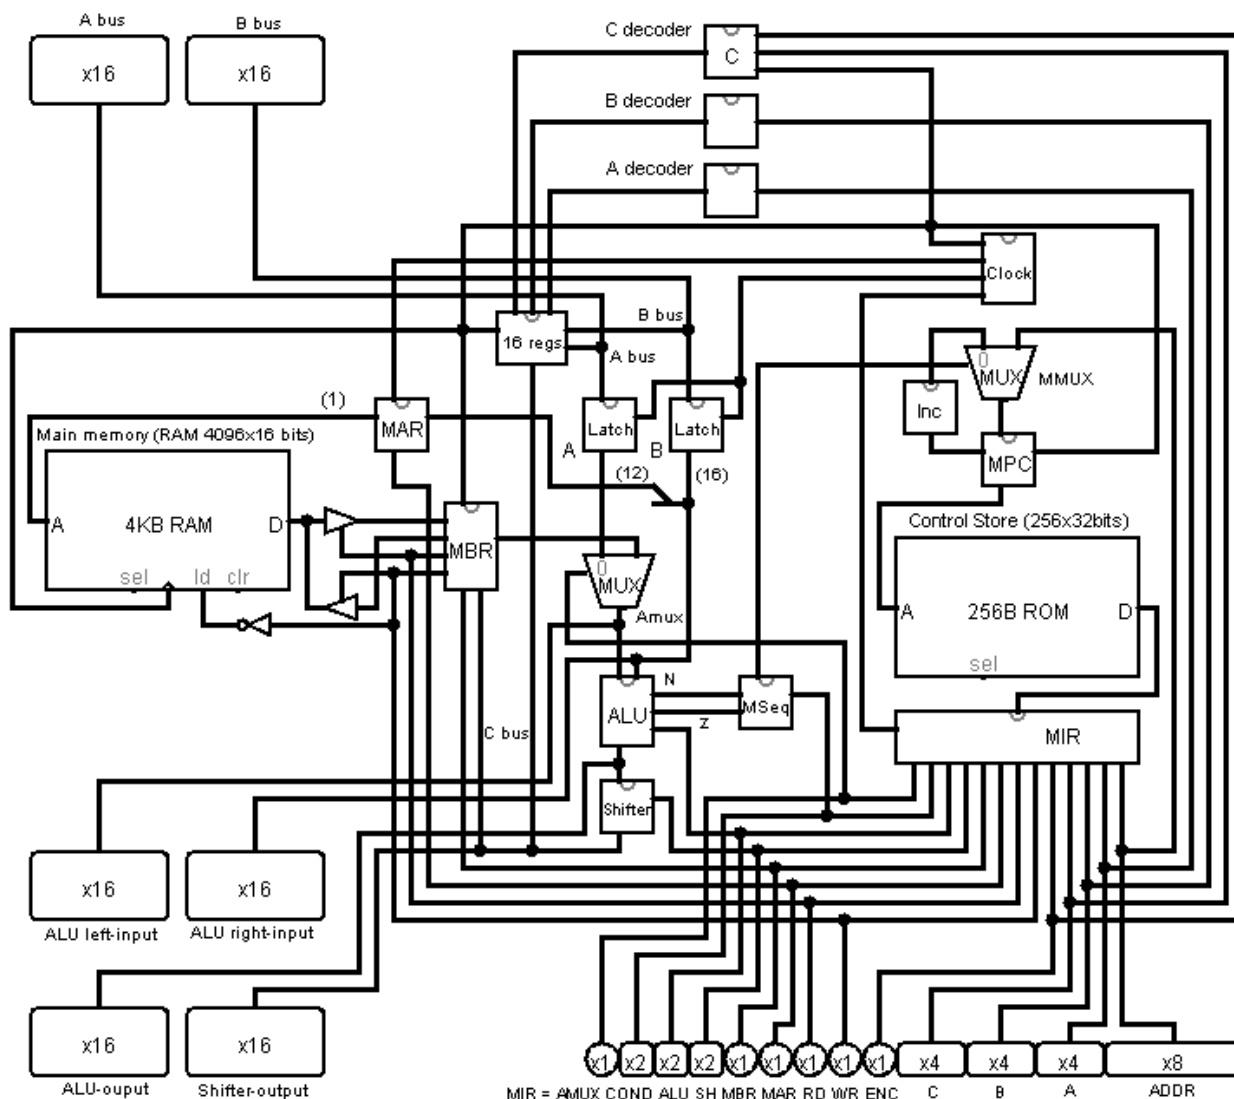 A bus
B bus
C decoder
x16
x16
C
B decoder
A decoder
Clock
B bus
16 regs.
A bus
0
MUX
MMUX
(1)
MAR
Latch
Latch
Inc
Main memory (RAM 4096x16 bits)
A
B
(12)
(16)
MPC
A
4KB RAM
D
MBR
Control Store (256x32bits)
sel
ld
clr
0
MUX
A
256B ROM
D
Amux
sel
N
ALU
MSeq
Z
C bus
MIR
Shifter
x16
x16
ALU left-input
ALU right-input
x16
x16
x1
x2
x2
x2
x1
x1
x1
x1
x1
x4
x4
x4
x8
ALU-ouput
Shifter-output
MIR = AMUX COND ALU SH MBR MAR RD WR ENC C B A ADDR